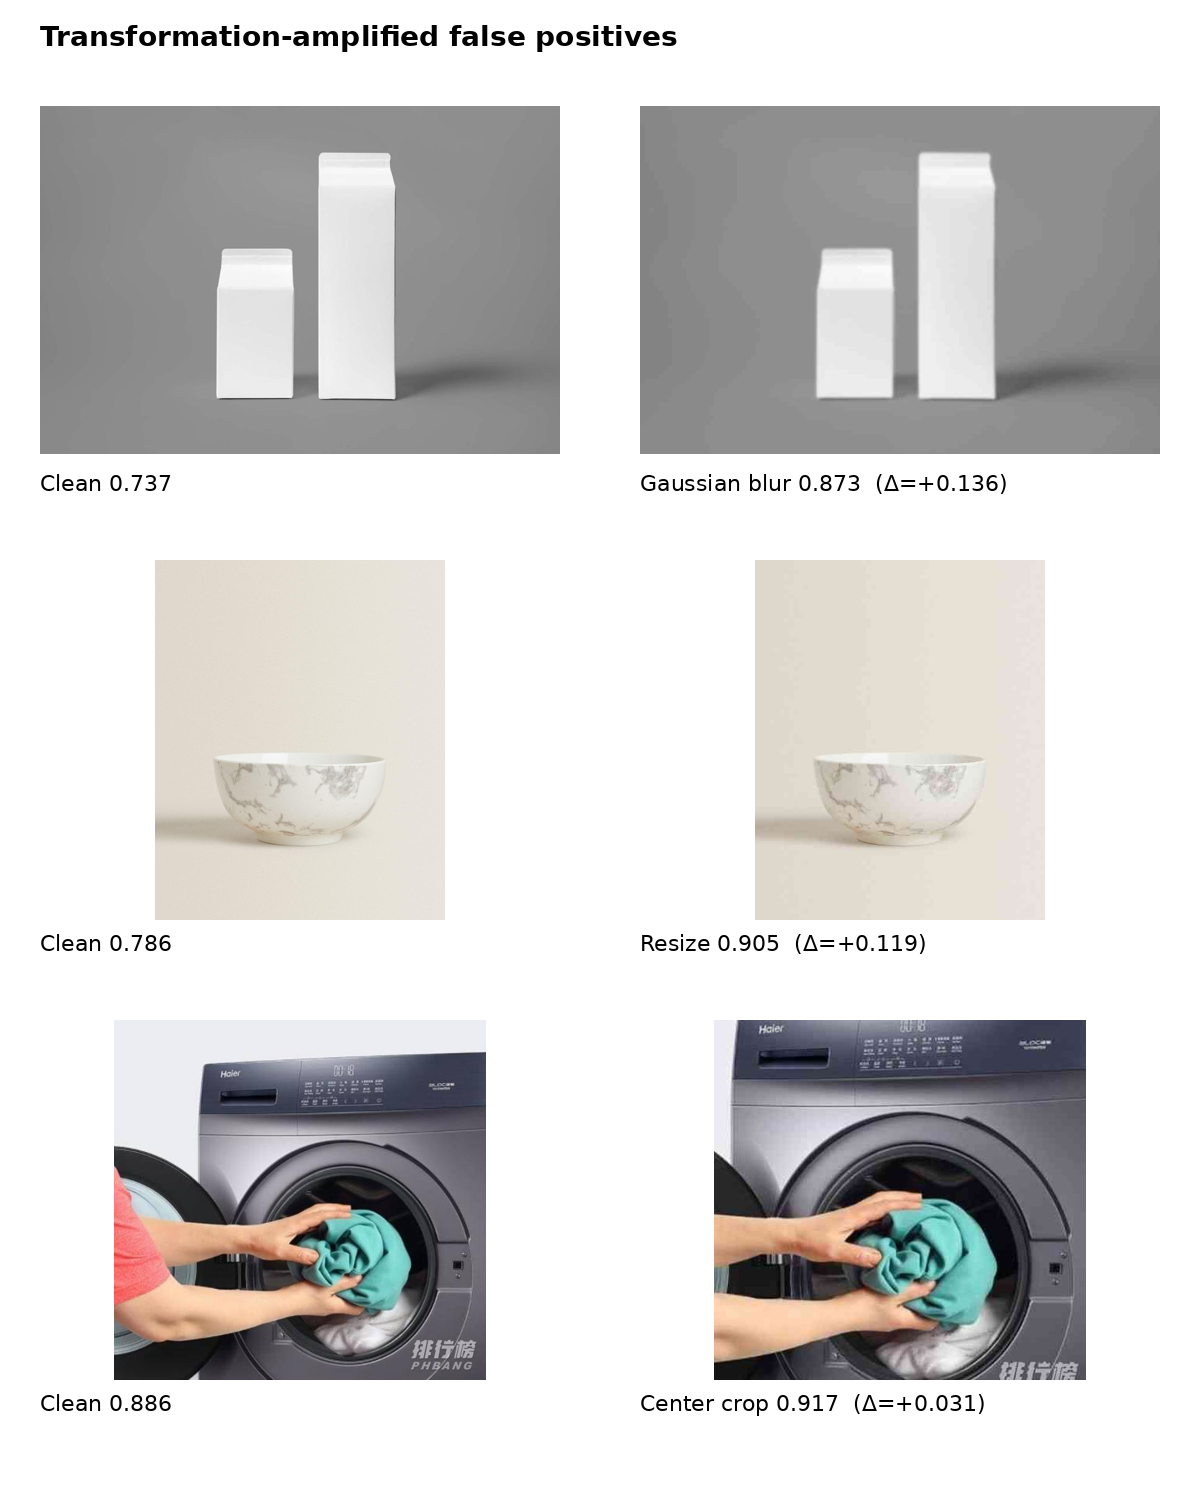 Transformation-amplified false positives
Clean 0.737
Gaussian blur 0.873 (Δ=+0.136)
Clean 0.786
Resize 0.905 (Δ=+0.119)
Haier
00:18
排行榜
PHBANG
Haier
排行榜
Clean 0.886
Center crop 0.917 (Δ=+0.031)